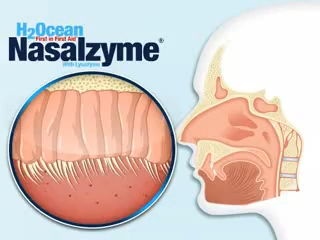 H2Ocean
First in First Aid
Nasalzyme®
With Lysozyme